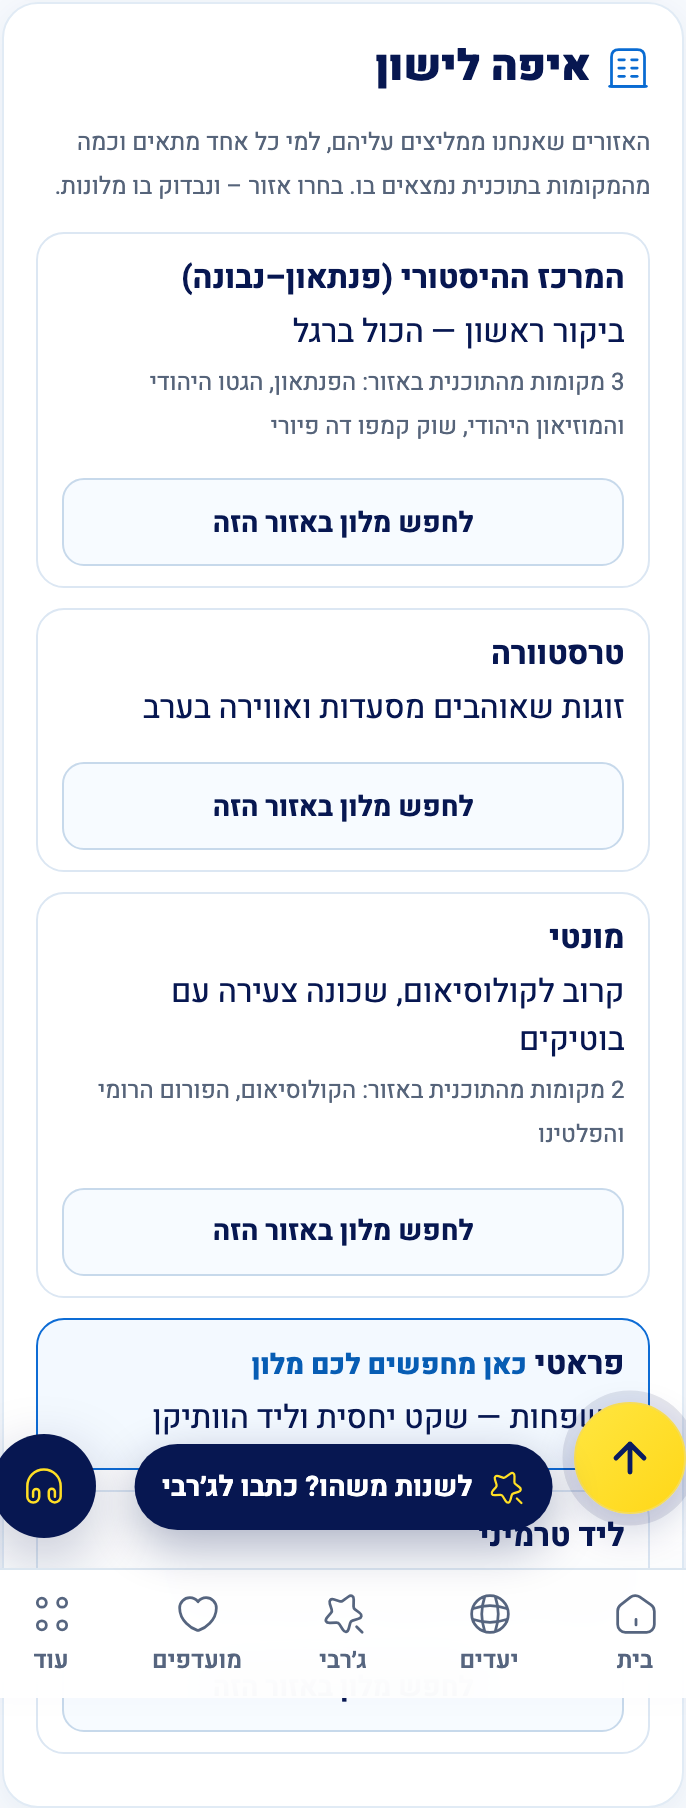 איפה לישון
האזורים שאנחנו ממליצים עליהם, למי כל אחד מתאים וכמה
מהמקומות בתוכנית נמצאים בו. בחרו אזור – ונבדוק בו מלונות.
המרכז ההיסטורי (פנתאון–נבונה)
ביקור ראשון — הכול ברגל
3 מקומות מהתוכנית באזור: הפנתאון, הגטו היהודי
והמוזיאון היהודי, שוק קמפו דה פיורי
לחפש מלון באזור הזה
טרסטוורה
זוגות שאוהבים מסעדות ואווירה בערב
לחפש מלון באזור הזה
מונטי
קרוב לקולוסיאום, שכונה צעירה עם
בוטיקים
2 מקומות מהתוכנית באזור: הקולוסיאום, הפורום הרומי
והפלטינו
לחפש מלון באזור הזה
פראטי כאן מחפשים לכם מלון
— שקט יחסית וליד הוותיקן
לשנות משהו? כתבו לג'רבי
ליד טרמיני
בית
יעדים
ג'רבי
מועדפים
עוד
לחפש מלון באזור הזה